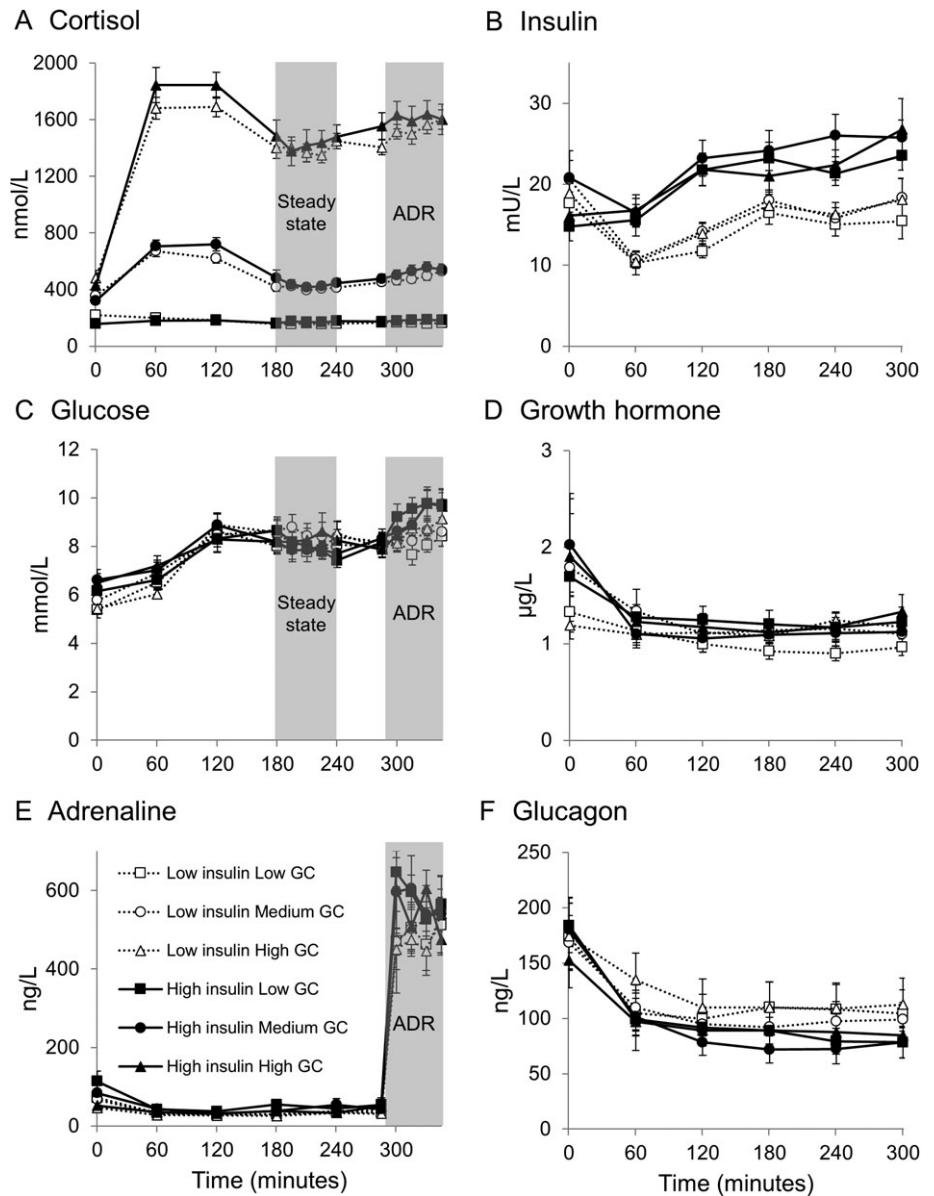 A Cortisol
2000
1600
1200
800
400
0
nmol/L
Steady
state
ADR
0 60 120 180 240 300
B Insulin
30
20
10
0
mU/L
0 60 120 180 240 300
C Glucose
12
10
8
6
4
2
0
mmol/L
Steady
state
ADR
0 60 120 180 240 300
D Growth hormone
3
2
1
0
µg/L
0 60 120 180 240 300
E Adrenaline
600
400
200
0
ng/L
Low insulin Low GC
Low insulin Medium GC
Low insulin High GC
High insulin Low GC
High insulin Medium GC
High insulin High GC
ADR
0 60 120 180 240 300
Time (minutes)
F Glucagon
250
200
150
100
50
0
ng/L
0 60 120 180 240 300
Time (minutes)